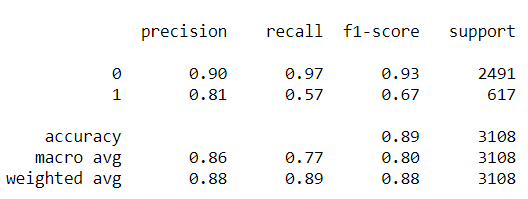 precision recall f1-score support
0 0.90 0.97 0.93 2491
1 0.81 0.57 0.67 617
accuracy 0.89 3108
macro avg 0.86 0.77 0.80 3108
weighted avg 0.88 0.89 0.88 3108